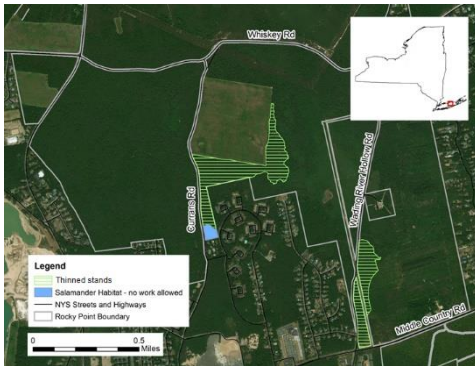 Whiskey Rd
Currans Rd
Wading River Hollow Rd
Middle Country Rd
Legend
Thinned stands
Salamander Habitat - no work allowed
NYS Streets and Highways
Rocky Point Boundary
0 0.5
Miles